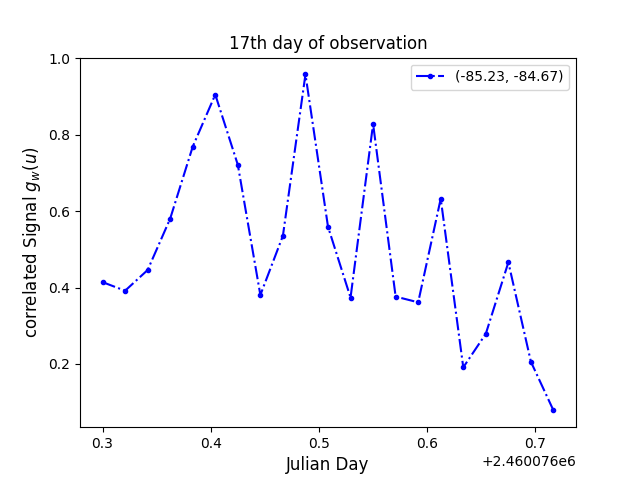 17th day of observation
(-85.23, -84.67)
correlated Signal $g_w(u)$
1.0
0.8
0.6
0.4
0.2
0.3 0.4 0.5 0.6 0.7
Julian Day
+2.460076e6